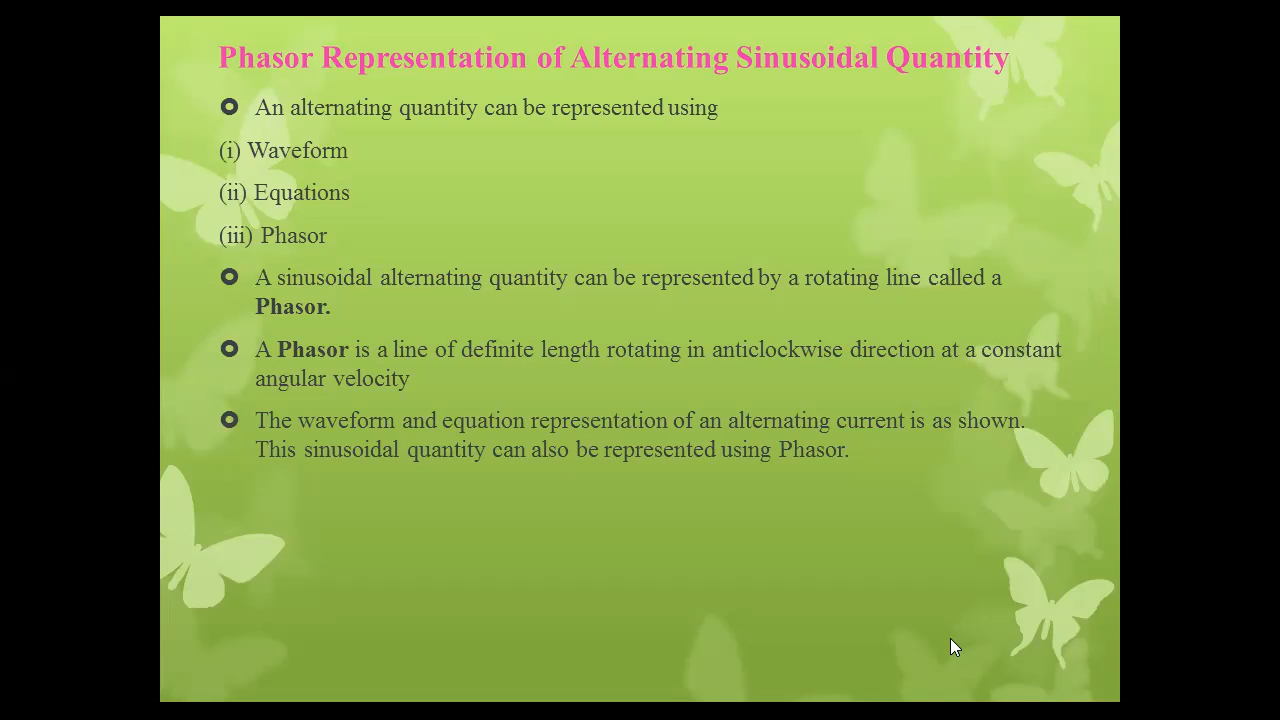 Phasor Representation of Alternating Sinusoidal Quantity
An alternating quantity can be represented using
(i) Waveform
(ii) Equations
(iii) Phasor
A sinusoidal alternating quantity can be represented by a rotating line called a
Phasor.
A Phasor is a line of definite length rotating in anticlockwise direction at a constant
angular velocity
The waveform and equation representation of an alternating current is as shown.
This sinusoidal quantity can also be represented using Phasor.